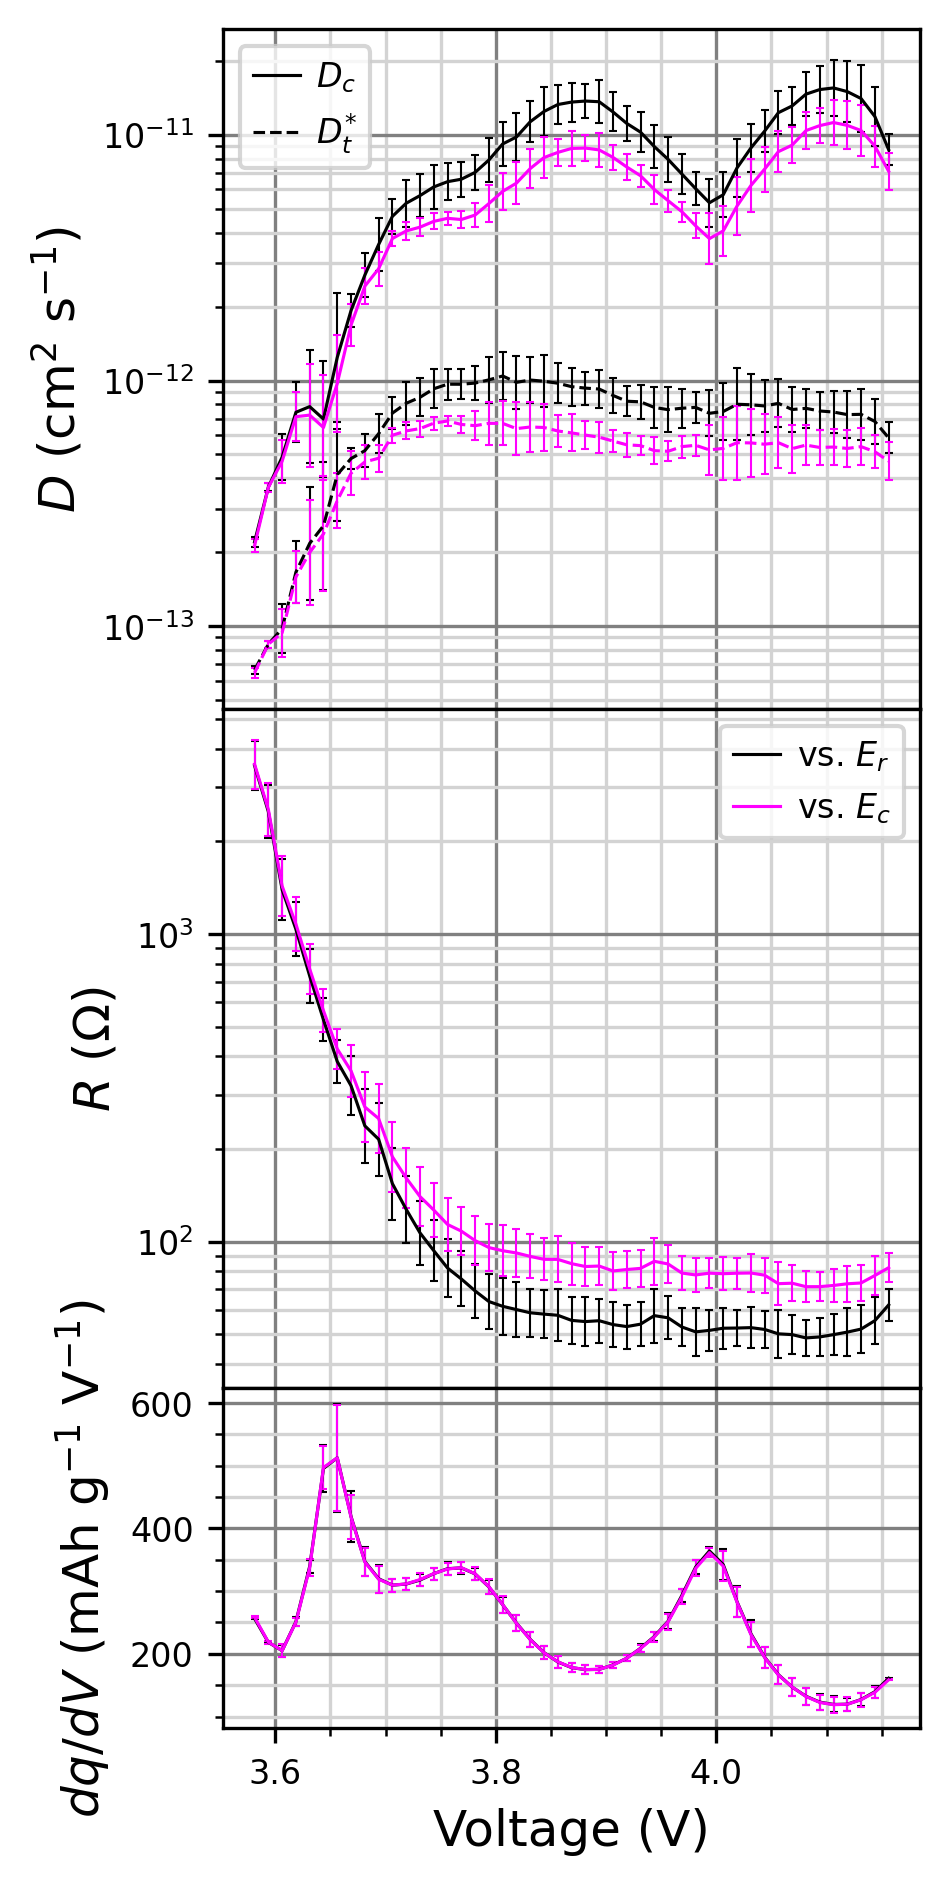 D_c
D_t^*
10^{-11}
10^{-12}
10^{-13}
D (cm^2 s^{-1})
vs. E_r
vs. E_c
10^3
10^2
R (Ω)
600
400
200
dq/dV (mAh g^{-1} V^{-1})
3.6 3.8 4.0
Voltage (V)